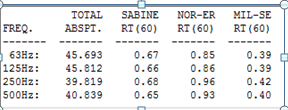 TOTAL SABINE NOR-ER MIL-SE
FREQ. ABSPT. RT(60) RT(60) RT(60)
------- ------- ------- ------- -------
63Hz: 45.693 0.67 0.85 0.39
125Hz: 45.812 0.66 0.86 0.39
250Hz: 39.819 0.68 0.96 0.42
500Hz: 40.839 0.65 0.93 0.40